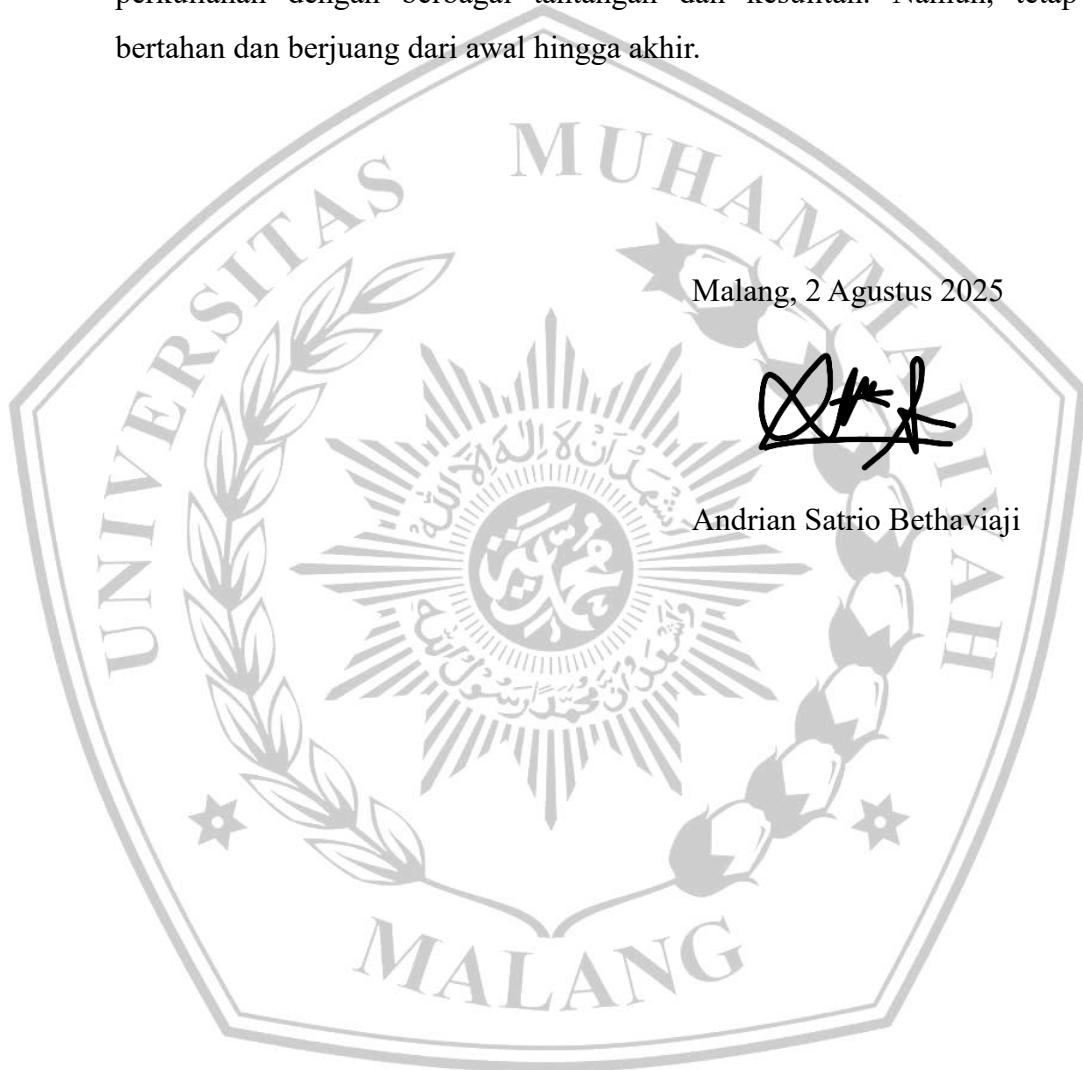 perkuliahan dengan berbagai tantangan dan kesulitan. Namun, tetap
bertahan dan berjuang dari awal hingga akhir.
UNIVERSITAS MUHAMMADIYAH
Malang, 2 Agustus 2025
Andrian Satrio Bethaviaji
MALANG